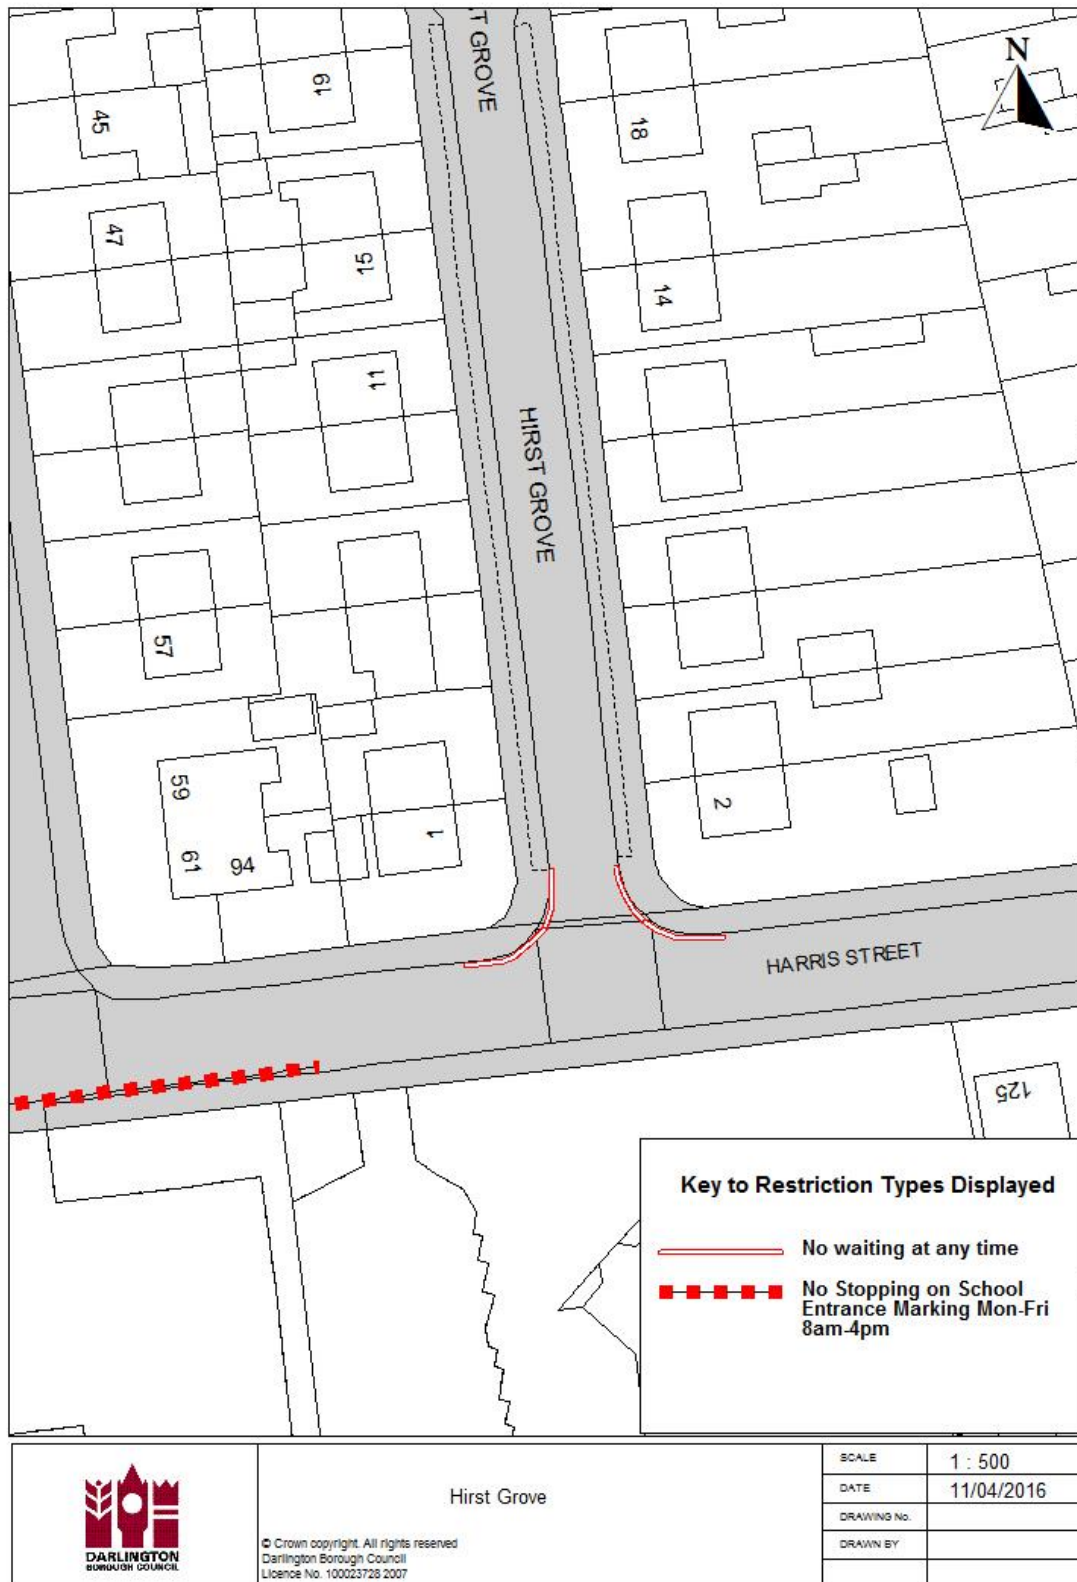 LT GROVE
N
19
18
45
47
15
14
11
HIRST GROVE
57
59
2
1
61
94
HARRIS STREET
125
Key to Restriction Types Displayed
No waiting at any time
No Stopping on School
Entrance Marking Mon-Fri
8am-4pm
DARLINGTON
BOROUGH COUNCIL
Hirst Grove
© Crown copyright. All rights reserved
Darlington Borough Council
Licence No. 100023728 2007
SCALE
1 : 500
DATE
11/04/2016
DRAWING No.
DRAWN BY